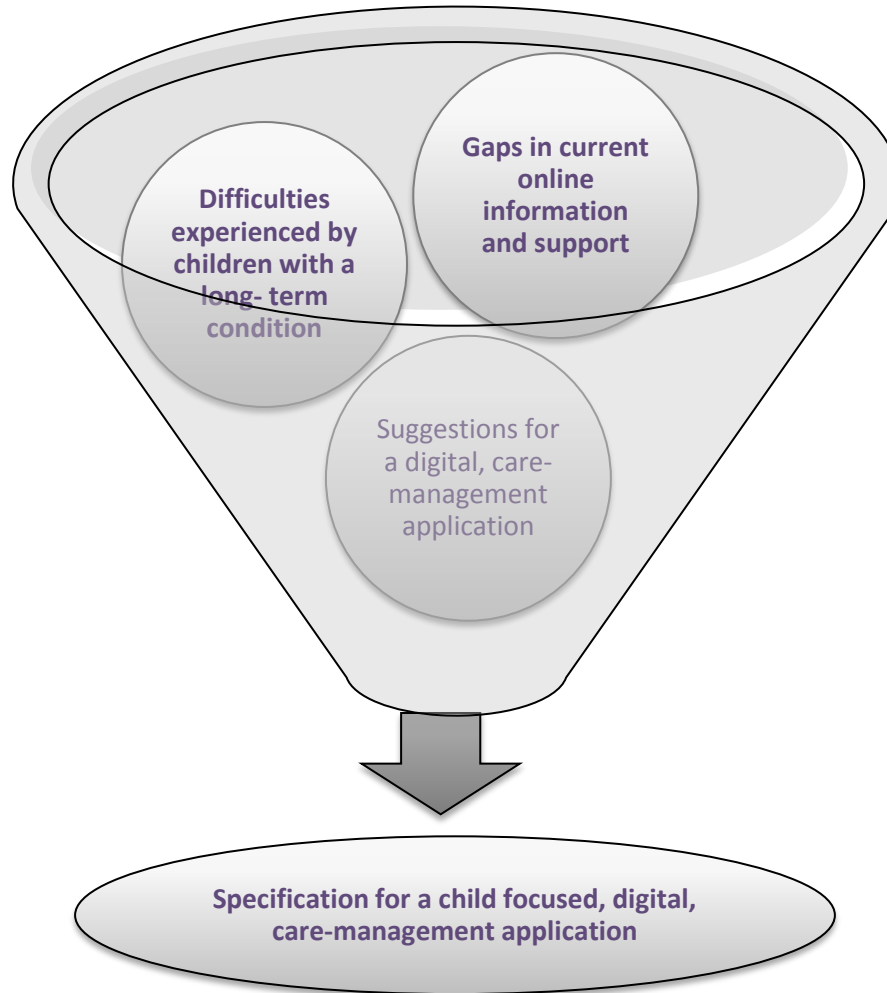 Gaps in current
online
information
and support
Difficulties
experienced by
children with a
long- term
condition
Suggestions for
a digital, care-
management
application
Specification for a child focused, digital,
care-management application